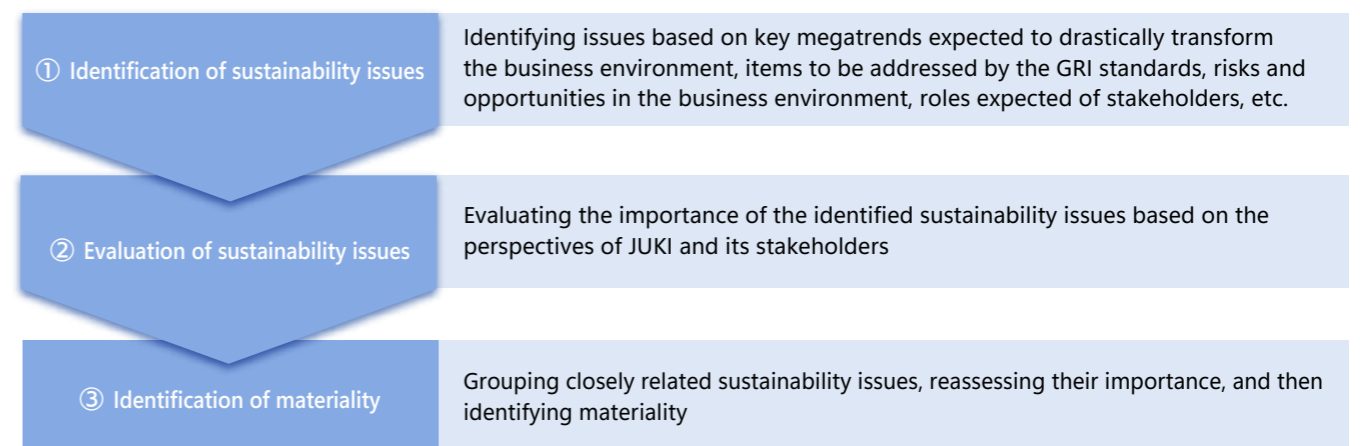 ① Identification of sustainability issues
Identifying issues based on key megatrends expected to drastically transform
the business environment, items to be addressed by the GRI standards, risks and
opportunities in the business environment, roles expected of stakeholders, etc.
② Evaluation of sustainability issues
Evaluating the importance of the identified sustainability issues based on the
perspectives of JUKI and its stakeholders
③ Identification of materiality
Grouping closely related sustainability issues, reassessing their importance, and then
identifying materiality